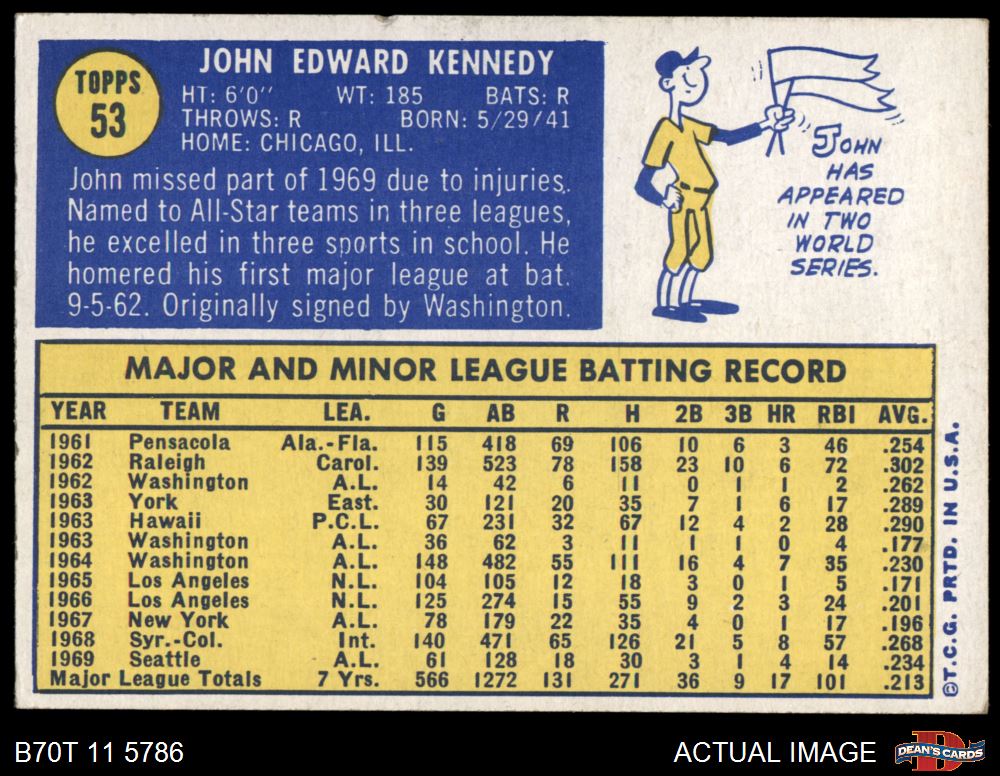 TOPPS
53
JOHN EDWARD KENNEDY
HT: 6'0" WT: 185 BATS: R
THROWS: R BORN: 5/29/41
HOME: CHICAGO, ILL.
John missed part of 1969 due to injuries.
Named to All-Star teams in three leagues,
he excelled in three sports in school. He
homered his first major league at bat.
9-5-62. Originally signed by Washington.
JOHN
HAS
APPEARED
IN TWO
WORLD
SERIES.
MAJOR AND MINOR LEAGUE BATTING RECORD
YEAR TEAM LEA. G AB R H 2B 3B HR RBI AVG.
1961 Pensacola Ala.-Fla. 115 418 69 106 10 6 3 46 .254
1962 Raleigh Carol. 139 523 78 158 23 10 6 72 .302
1962 Washington A.L. 14 42 6 11 0 1 1 2 .262
1963 York East. 30 121 20 35 7 1 6 17 .289
1963 Hawaii P.C.L. 67 231 32 67 12 4 2 28 .290
1963 Washington A.L. 36 62 3 11 1 1 0 4 .177
1964 Washington A.L. 148 482 55 111 16 4 7 35 .230
1965 Los Angeles N.L. 104 105 12 18 3 0 1 5 .171
1966 Los Angeles N.L. 125 274 15 55 9 2 3 24 .201
1967 New York A.L. 78 179 22 35 4 0 1 17 .196
1968 Syr.-Col. Int. 140 471 65 126 21 5 8 57 .268
1969 Seattle A.L. 61 128 18 30 3 1 4 14 .234
Major League Totals 7 Yrs. 566 1272 131 271 36 9 17 101 .213
©T.C.G. PRTD. IN U.S.A.
B70T 11 5786
ACTUAL IMAGE
DEAN'S CARDS